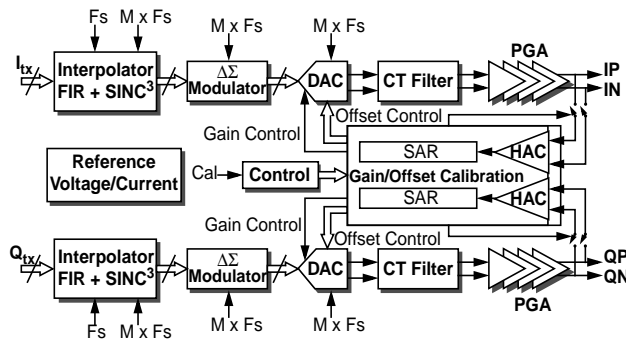 Fs
M x Fs
M x Fs
M x Fs
PGA
Itx
Interpolator
FIR + SINC3
ΔΣ
Modulator
DAC
CT Filter
IP
IN
Offset Control
Gain Control
SAR
HAC
Reference
Voltage/Current
Cal
Control
Gain/Offset Calibration
SAR
HAC
Gain Control
Offset Control
Qtx
Interpolator
FIR + SINC3
ΔΣ
Modulator
DAC
CT Filter
QP
QN
PGA
Fs
M x Fs
M x Fs
M x Fs